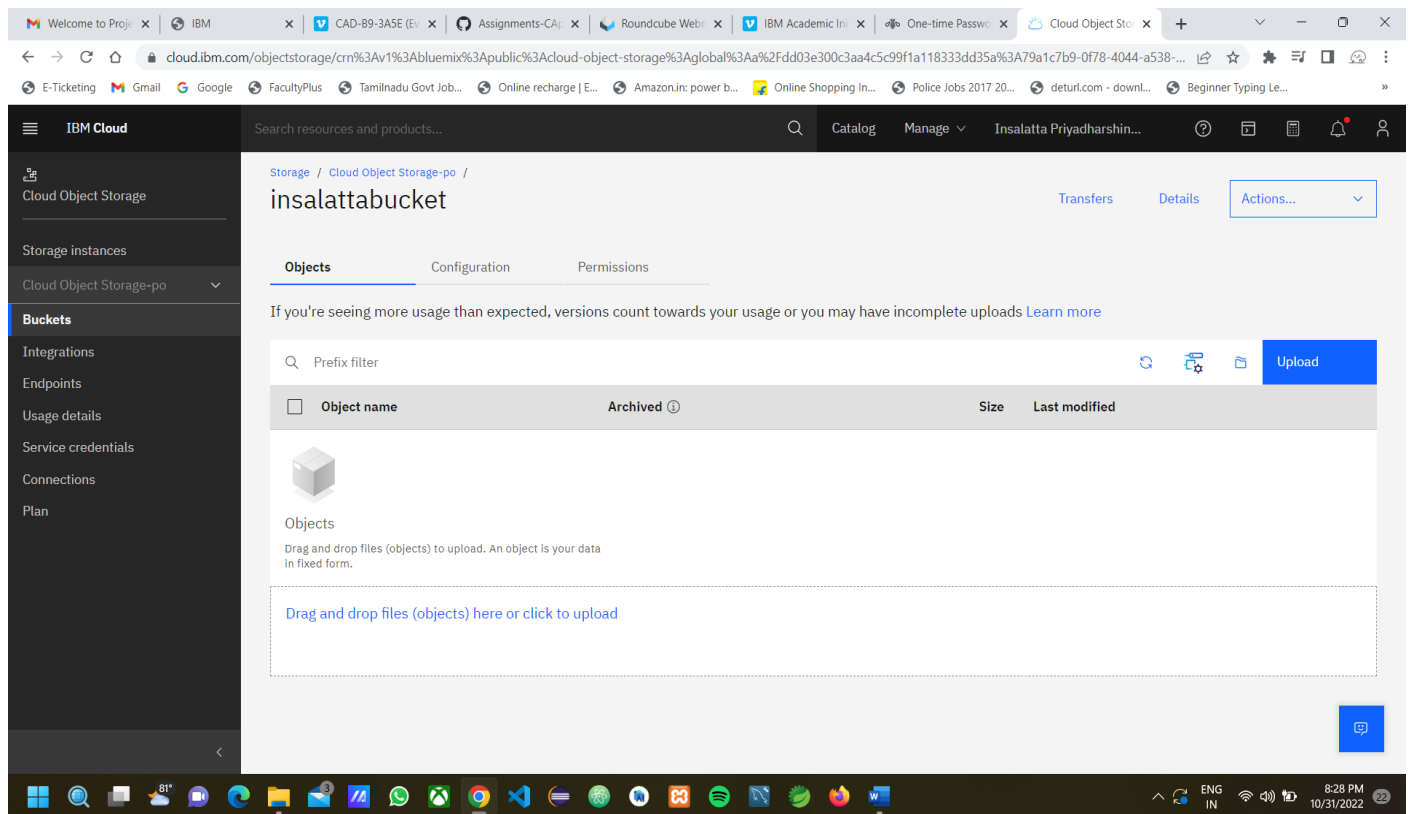 Welcome to Proje
IBM
CAD-B9-3A5E (Ev
Assignments-CAp
Roundcube Webm
IBM Academic Ini
One-time Passwo
Cloud Object Stor
cloud.ibm.com/objectstorage/crn%3Av1%3Abluemix%3Apublic%3Acloud-object-storage%3Aglobal%3Aa%2Fdd03e300c3aa4c5c99f1a118333dd35a%3A79a1c7b9-0f78-4044-a538-...
E-Ticketing
Gmail
Google
FacultyPlus
Tamilnadu Govt Job...
Online recharge | E...
Amazon.in: power b...
Online Shopping In...
Police Jobs 2017 20...
deturl.com - downl...
Beginner Typing Le...
»
IBM Cloud
Search resources and products...
Catalog
Manage
Insalatta Priyadharshin...
Cloud Object Storage
Storage instances
Cloud Object Storage-po
Buckets
Integrations
Endpoints
Usage details
Service credentials
Connections
Plan
Storage / Cloud Object Storage-po /
insalattabucket
Transfers
Details
Actions...
Objects
Configuration
Permissions
If you're seeing more usage than expected, versions count towards your usage or you may have incomplete uploads Learn more
Prefix filter
Upload
Object name
Archived
Size
Last modified
Objects
Drag and drop files (objects) to upload. An object is your data
in fixed form.
Drag and drop files (objects) here or click to upload
81°
3
ENG
IN
8:28 PM
10/31/2022
22